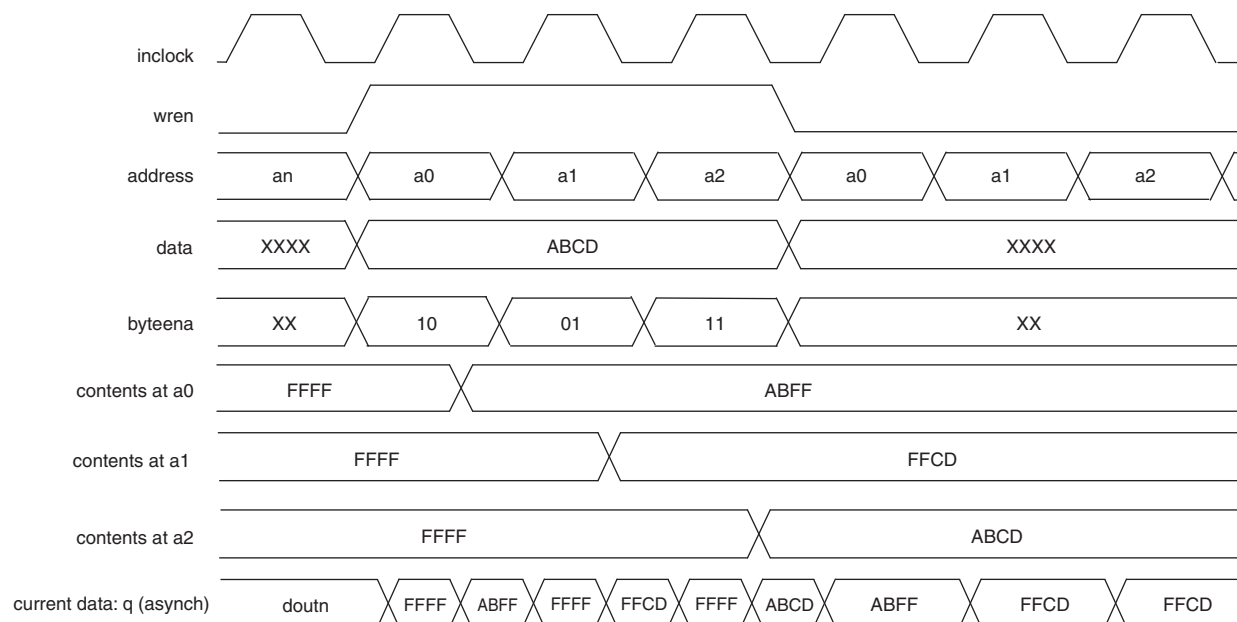 inclock
wren
address an a0 a1 a2 a0 a1 a2
data XXXX ABCD XXXX
byteena XX 10 01 11 XX
contents at a0 FFFF ABFF
contents at a1 FFFF FFCD
contents at a2 FFFF ABCD
current data: q (asynch) doutn FFFF ABFF FFFF FFCD FFFF ABCD ABFF FFCD FFCD